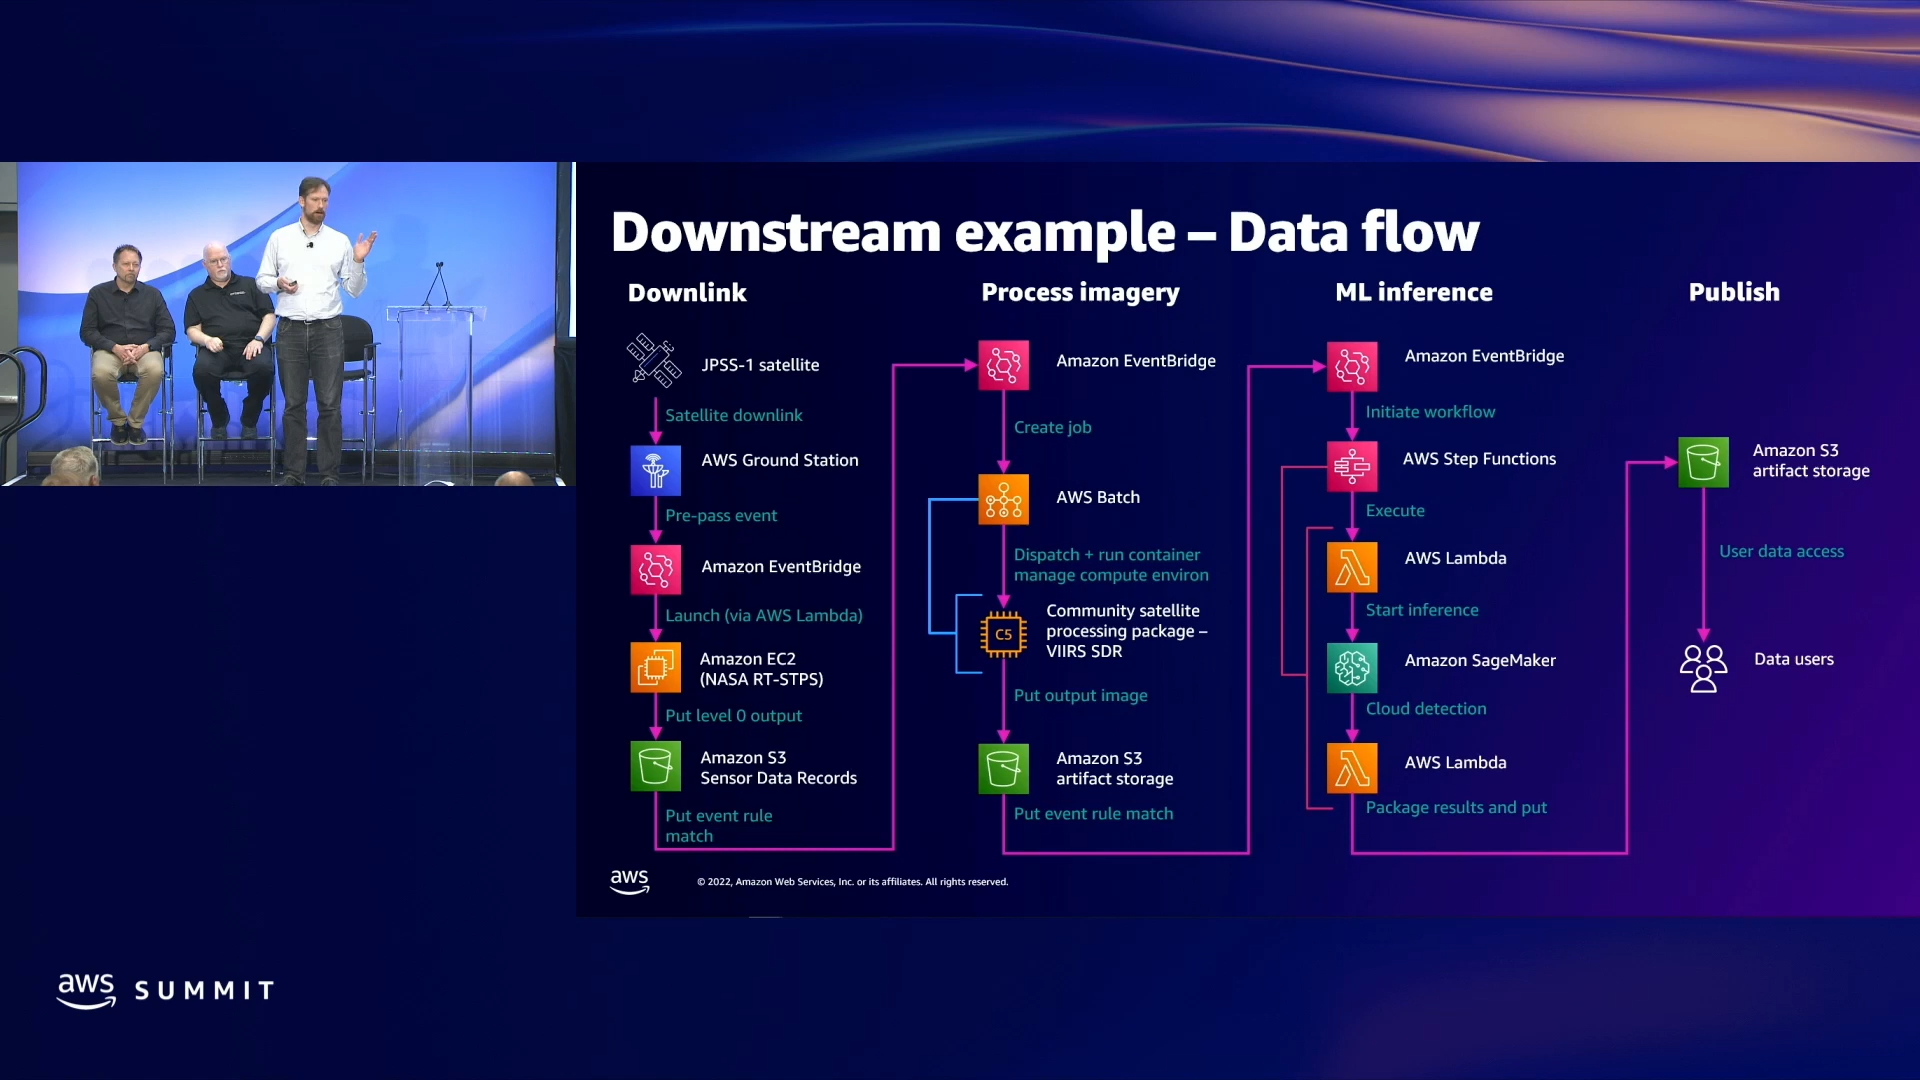 Downstream example – Data flow
Downlink
JPSS-1 satellite
Satellite downlink
AWS Ground Station
Pre-pass event
Amazon EventBridge
Launch (via AWS Lambda)
Amazon EC2
(NASA RT-STPS)
Put level 0 output
Amazon S3
Sensor Data Records
Put event rule
match
Process imagery
Amazon EventBridge
Create job
AWS Batch
Dispatch + run container
manage compute environ
C5
Community satellite
processing package –
VIIRS SDR
Put output image
Amazon S3
artifact storage
Put event rule match
ML inference
Amazon EventBridge
Initiate workflow
AWS Step Functions
Execute
AWS Lambda
Start inference
Amazon SageMaker
Cloud detection
AWS Lambda
Package results and put
Publish
Amazon S3
artifact storage
User data access
Data users
aws
© 2022, Amazon Web Services, Inc. or its affiliates. All rights reserved.
aws SUMMIT